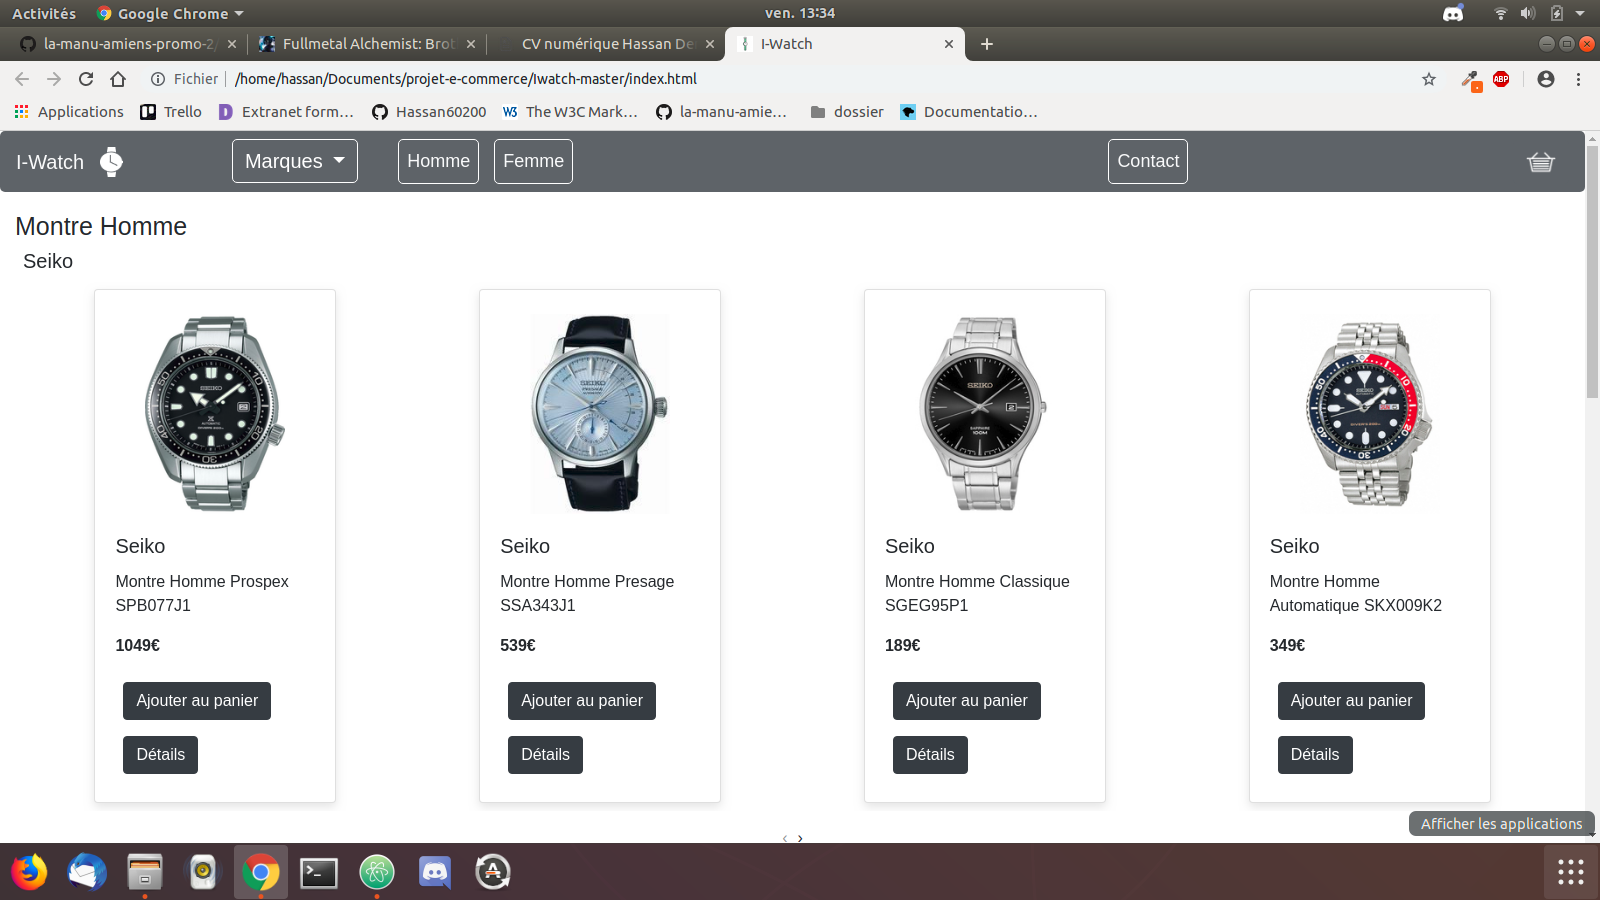 Activités Google Chrome ven. 13:34
la-manu-amiens-promo-2 Fullmetal Alchemist: Brot CV numérique Hassan De I-Watch
Fichier /home/hassan/Documents/projet-e-commerce/Iwatch-master/index.html ABP
Applications Trello Extranet form… Hassan60200 W3 The W3C Mark… la-manu-amie… dossier Documentatio…
I-Watch Marques Homme Femme Contact
Montre Homme
Seiko
Seiko
Montre Homme Prospex
SPB077J1
1049€
Ajouter au panier
Détails
Seiko
Montre Homme Presage
SSA343J1
539€
Ajouter au panier
Détails
Seiko
Montre Homme Classique
SGEG95P1
189€
Ajouter au panier
Détails
Seiko
Montre Homme
Automatique SKX009K2
349€
Ajouter au panier
Détails
‹ ›
Afficher les applications